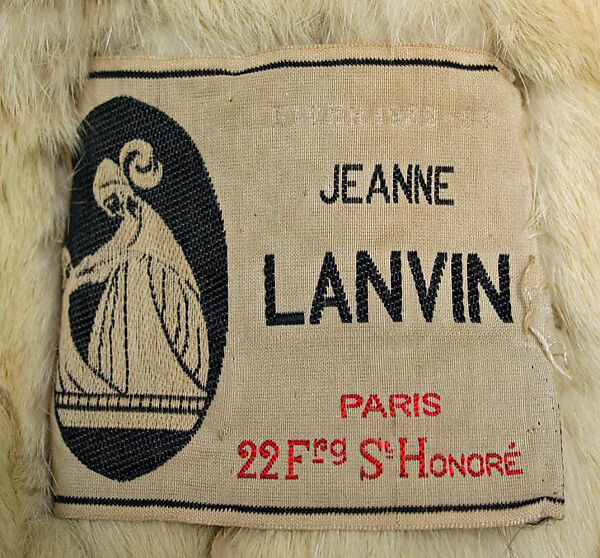 JEANNE
LANVIN
PARIS
22 Frg St HONORÉ